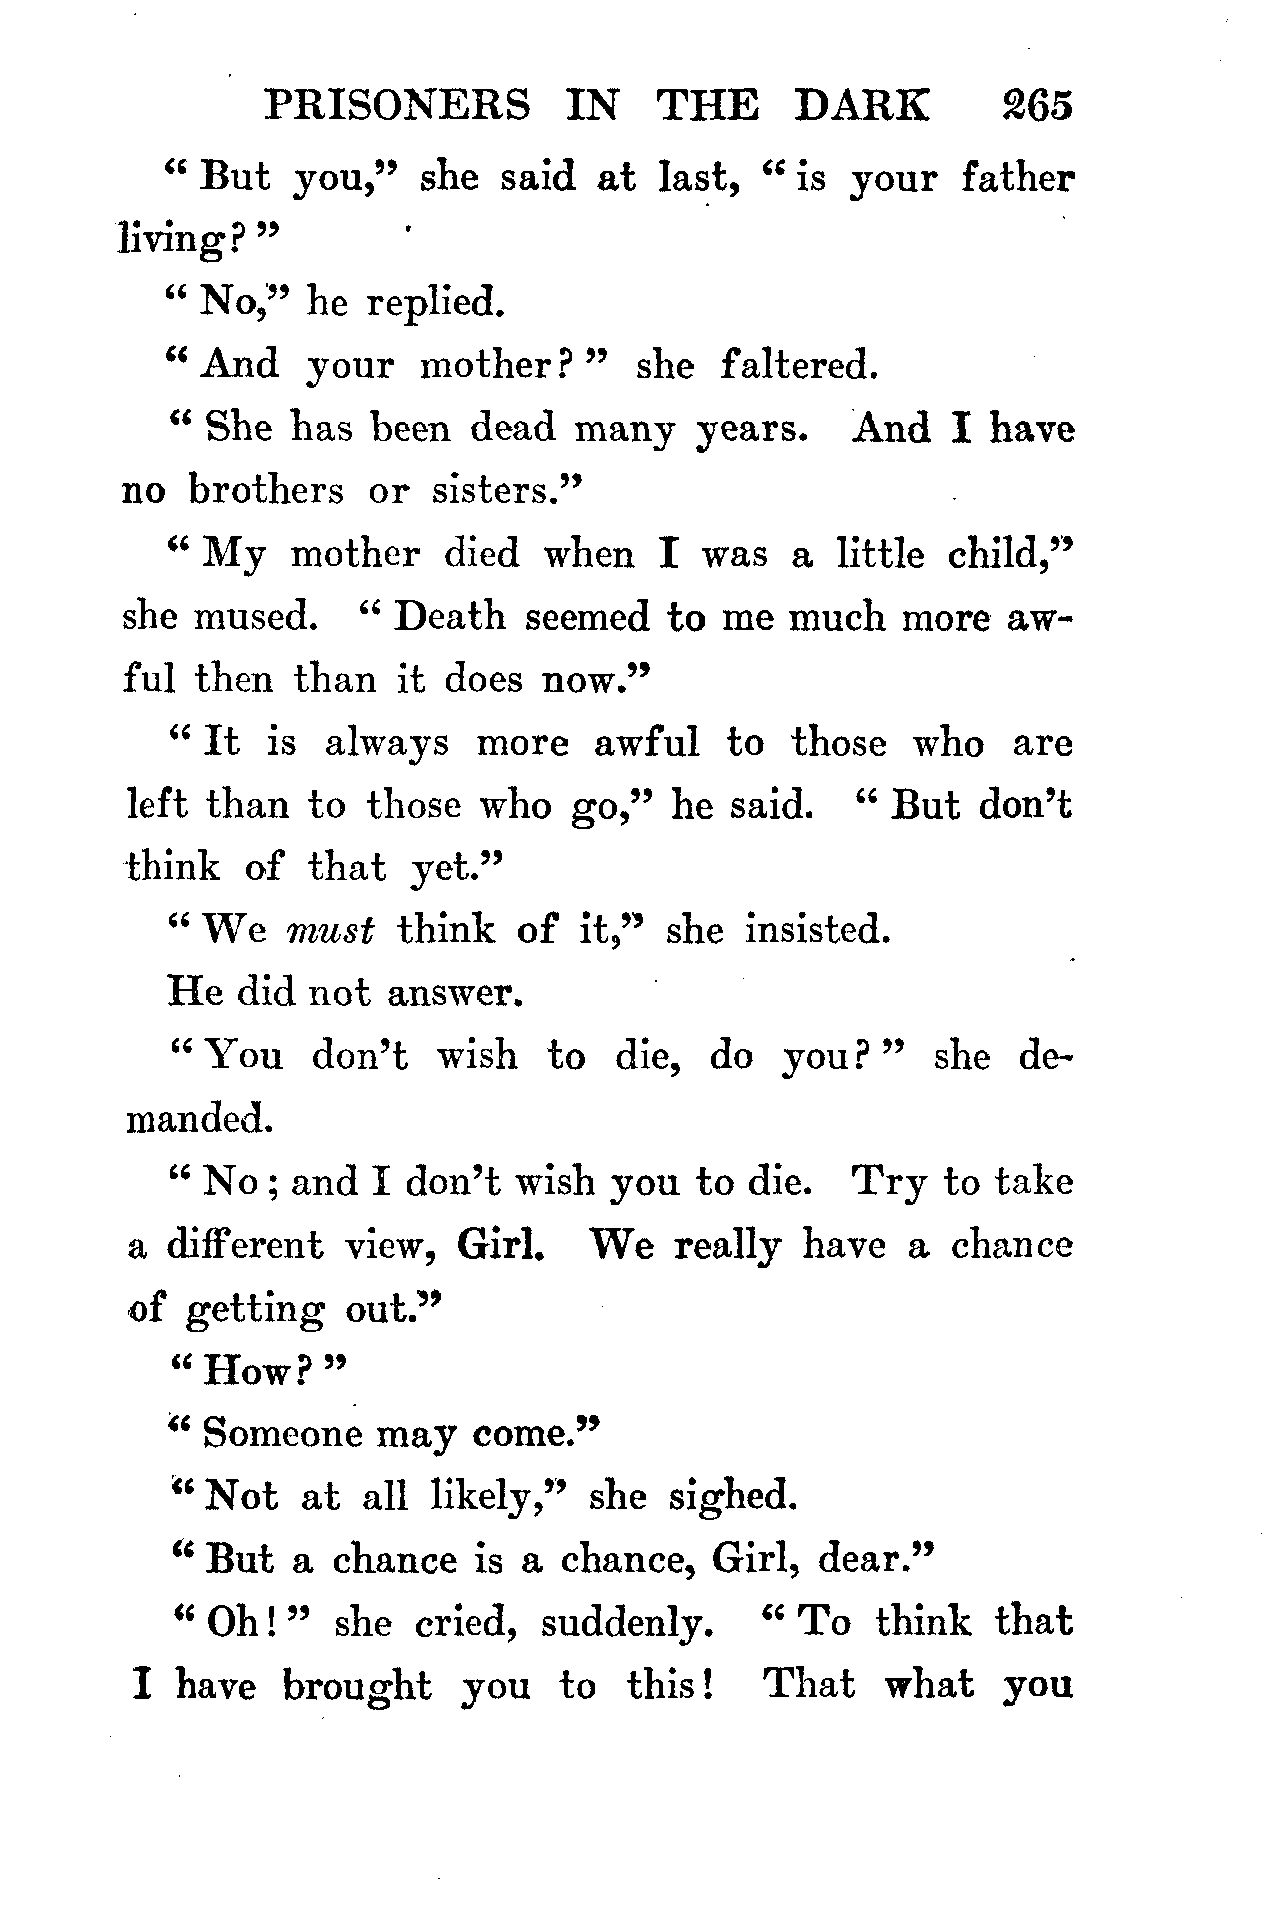 PRISONERS IN THE DARK 265
“ But you,” she said at last, “ is your father
living? ”
“ No,” he replied.
“ And your mother? ” she faltered.
“ She has been dead many years. And I have
no brothers or sisters.”
“ My mother died when I was a little child,”
she mused. “ Death seemed to me much more aw-
ful then than it does now.”
“ It is always more awful to those who are
left than to those who go,” he said. “ But don’t
think of that yet.”
“ We must think of it,” she insisted.
He did not answer.
“ You don’t wish to die, do you? ” she de-
manded.
“ No ; and I don’t wish you to die. Try to take
a different view, Girl. We really have a chance
of getting out.”
“ How? ”
“ Someone may come.”
“ Not at all likely,” she sighed.
“ But a chance is a chance, Girl, dear.”
“ Oh! ” she cried, suddenly. “ To think that
I have brought you to this! That what you